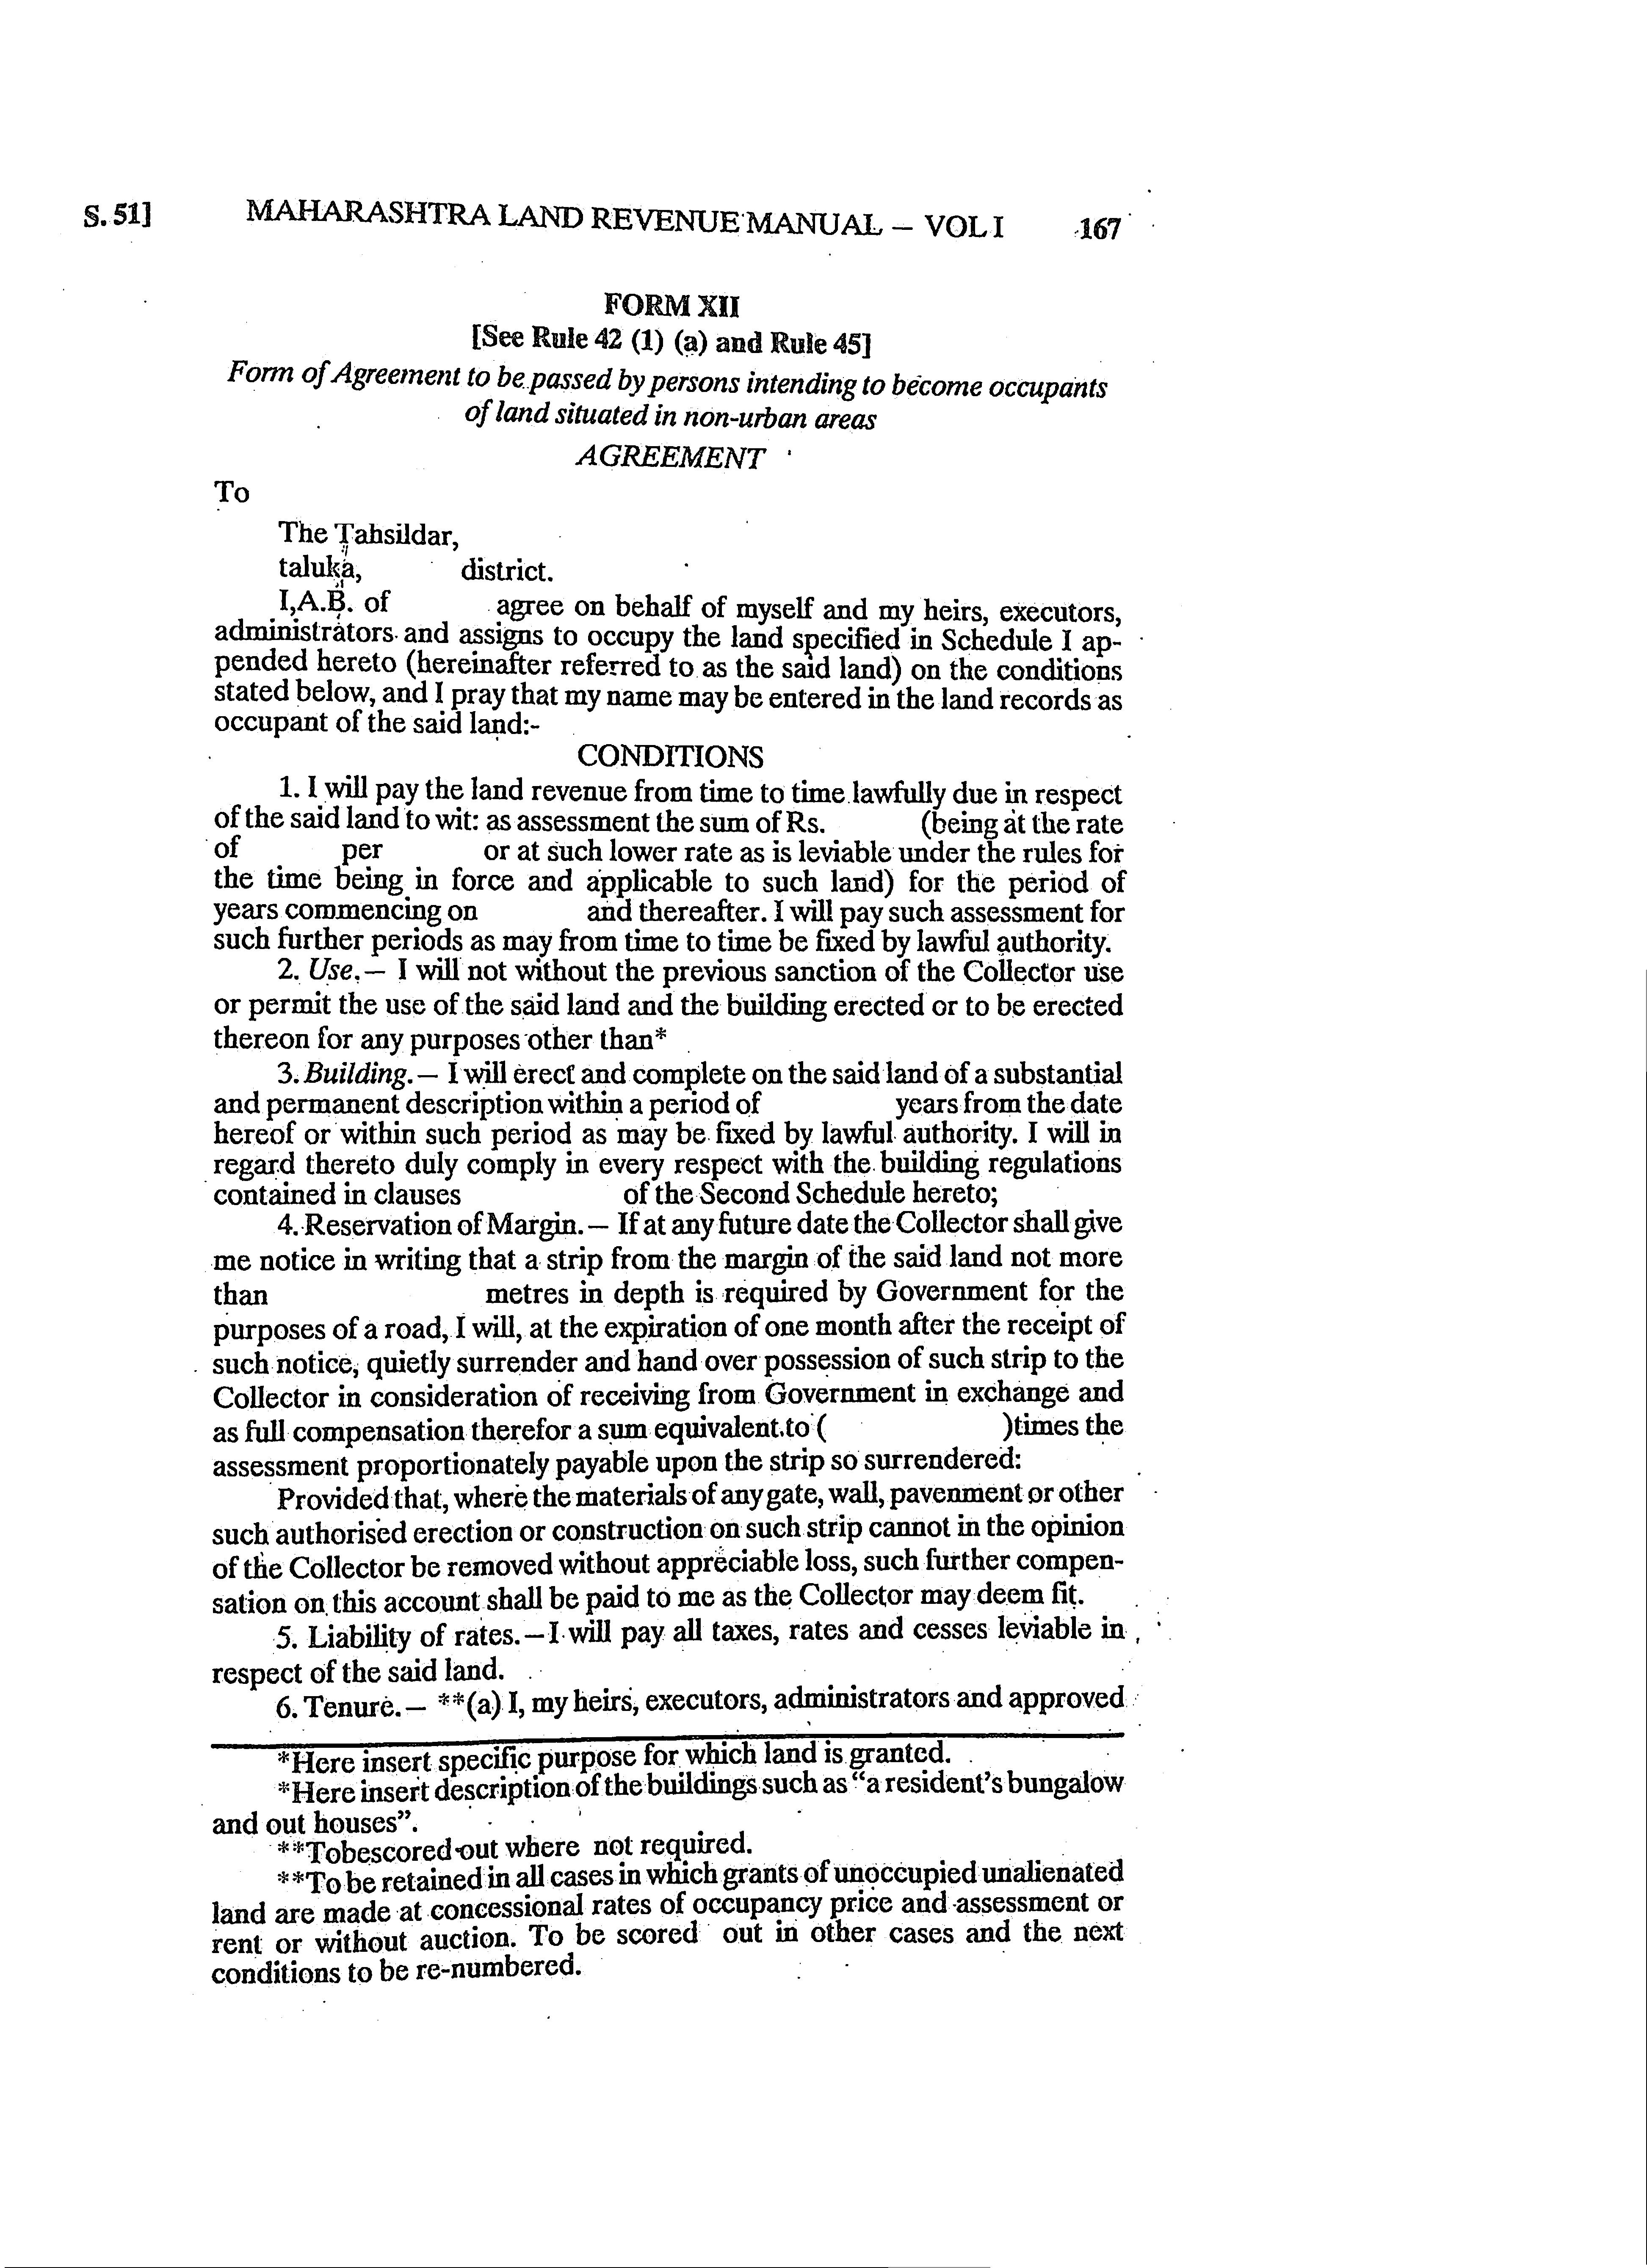 S. 51] MAHARASHTRA LAND REVENUE MANUAL – VOL I 167
FORM XII
[See Rule 42 (1) (a) and Rule 45]
Form of Agreement to be passed by persons intending to become occupants
of land situated in non-urban areas
AGREEMENT
To
The Tahsildar,
taluka, district.
I,A.B. of agree on behalf of myself and my heirs, executors,
administrators and assigns to occupy the land specified in Schedule I ap-
pended hereto (hereinafter referred to as the said land) on the conditions
stated below, and I pray that my name may be entered in the land records as
occupant of the said land:-
CONDITIONS
1. I will pay the land revenue from time to time lawfully due in respect
of the said land to wit: as assessment the sum of Rs. (being at the rate
of per or at such lower rate as is leviable under the rules for
the time being in force and applicable to such land) for the period of
years commencing on and thereafter. I will pay such assessment for
such further periods as may from time to time be fixed by lawful authority.
2. Use.– I will not without the previous sanction of the Collector use
or permit the use of the said land and the building erected or to be erected
thereon for any purposes other than*
3. Building.– I will erect and complete on the said land of a substantial
and permanent description within a period of years from the date
hereof or within such period as may be fixed by lawful authority. I will in
regard thereto duly comply in every respect with the building regulations
contained in clauses of the Second Schedule hereto;
4. Reservation of Margin.– If at any future date the Collector shall give
me notice in writing that a strip from the margin of the said land not more
than metres in depth is required by Government for the
purposes of a road, I will, at the expiration of one month after the receipt of
such notice, quietly surrender and hand over possession of such strip to the
Collector in consideration of receiving from Government in exchange and
as full compensation therefor a sum equivalent.to ( )times the
assessment proportionately payable upon the strip so surrendered:
Provided that, where the materials of any gate, wall, pavenment or other
such authorised erection or construction on such strip cannot in the opinion
of the Collector be removed without appreciable loss, such further compen-
sation on this account shall be paid to me as the Collector may deem fit.
5. Liability of rates.–I will pay all taxes, rates and cesses leviable in
respect of the said land.
6. Tenure.– **(a) I, my heirs, executors, administrators and approved
*Here insert specific purpose for which land is granted.
*Here insert description of the buildings such as "a resident's bungalow
and out houses".
**Tobescored out where not required.
**To be retained in all cases in which grants of unoccupied unalienated
land are made at concessional rates of occupancy price and assessment or
rent or without auction. To be scored out in other cases and the next
conditions to be re-numbered.